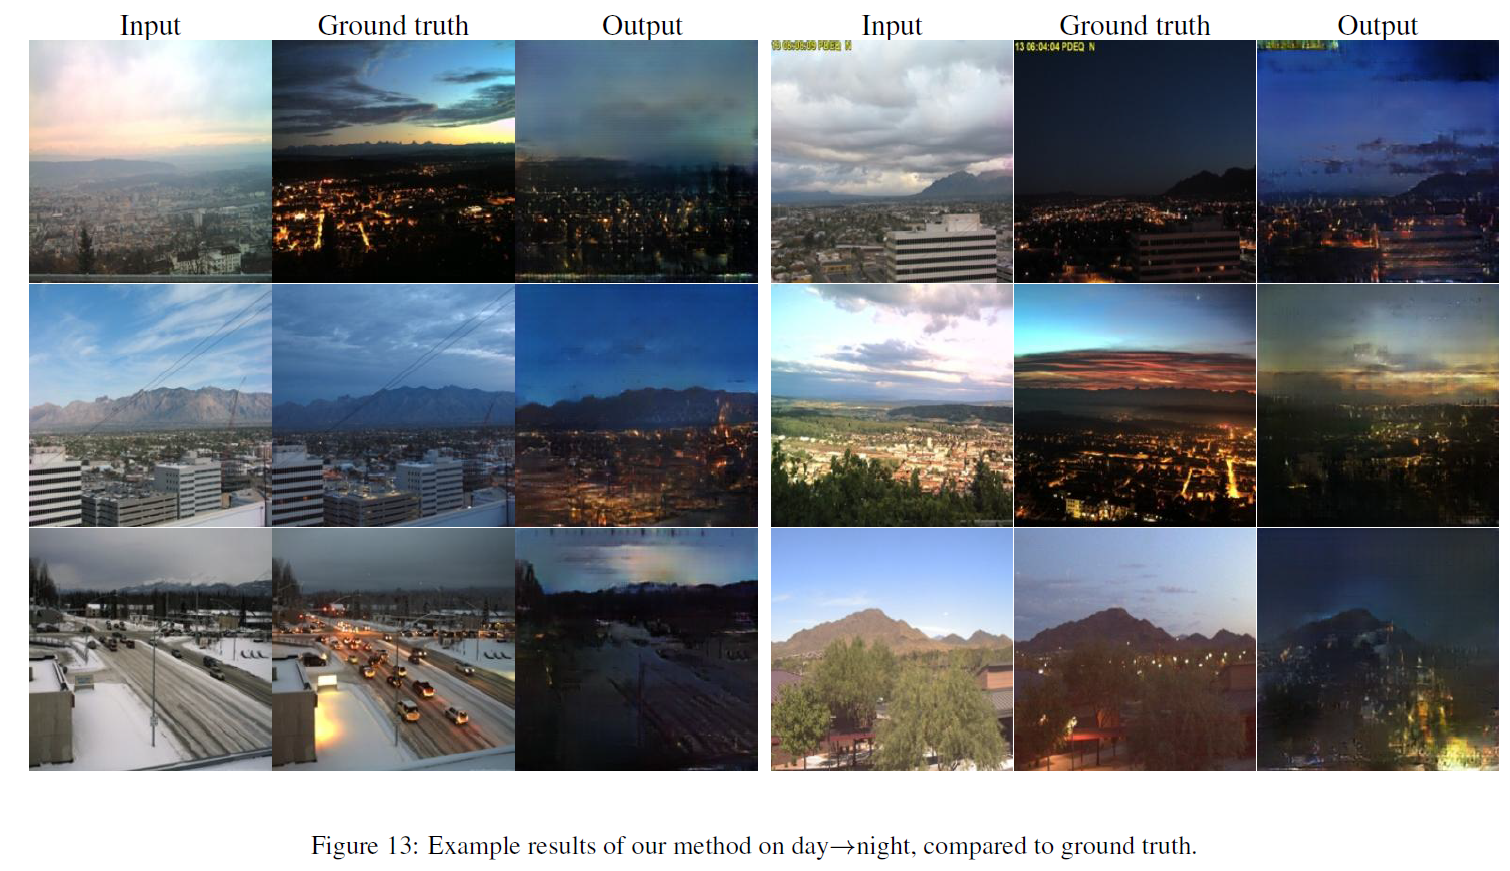 Input Ground truth Output Input Ground truth Output
13 06:04:04 PDEQ N
Figure 13: Example results of our method on day→night, compared to ground truth.